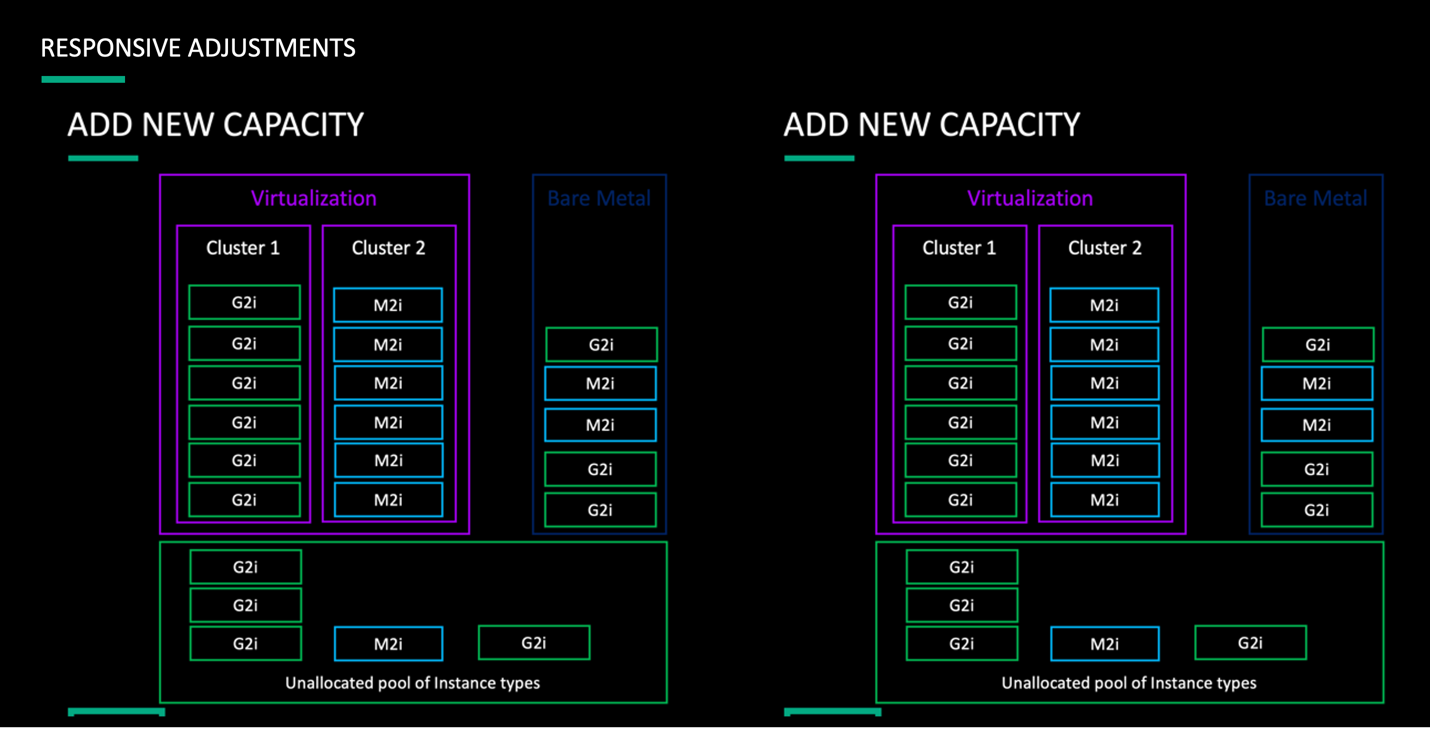 RESPONSIVE ADJUSTMENTS
ADD NEW CAPACITY
Virtualization
Bare Metal
Cluster 1
Cluster 2
G2i
G2i
G2i
G2i
G2i
G2i
M2i
M2i
M2i
M2i
M2i
M2i
G2i
M2i
M2i
G2i
G2i
G2i
G2i
G2i
M2i
G2i
Unallocated pool of Instance types
ADD NEW CAPACITY
Virtualization
Bare Metal
Cluster 1
Cluster 2
G2i
G2i
G2i
G2i
G2i
G2i
M2i
M2i
M2i
M2i
M2i
M2i
G2i
M2i
M2i
G2i
G2i
G2i
G2i
G2i
M2i
G2i
Unallocated pool of Instance types